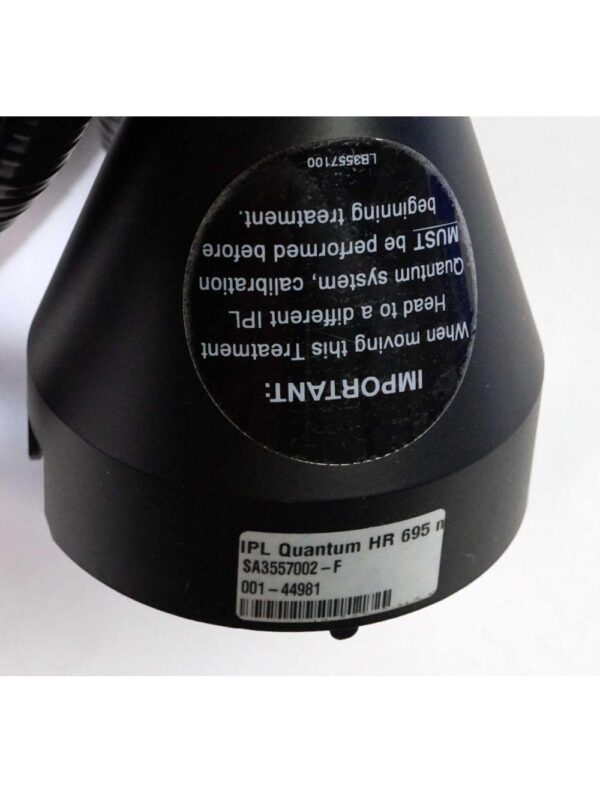 IMPORTANT:
When moving this Treatment
Head to a different IPL
Quantum system, calibration
MUST be performed before
beginning treatment.
LB3557100
IPL Quantum HR 695 n
SA3557002-F
001-44981